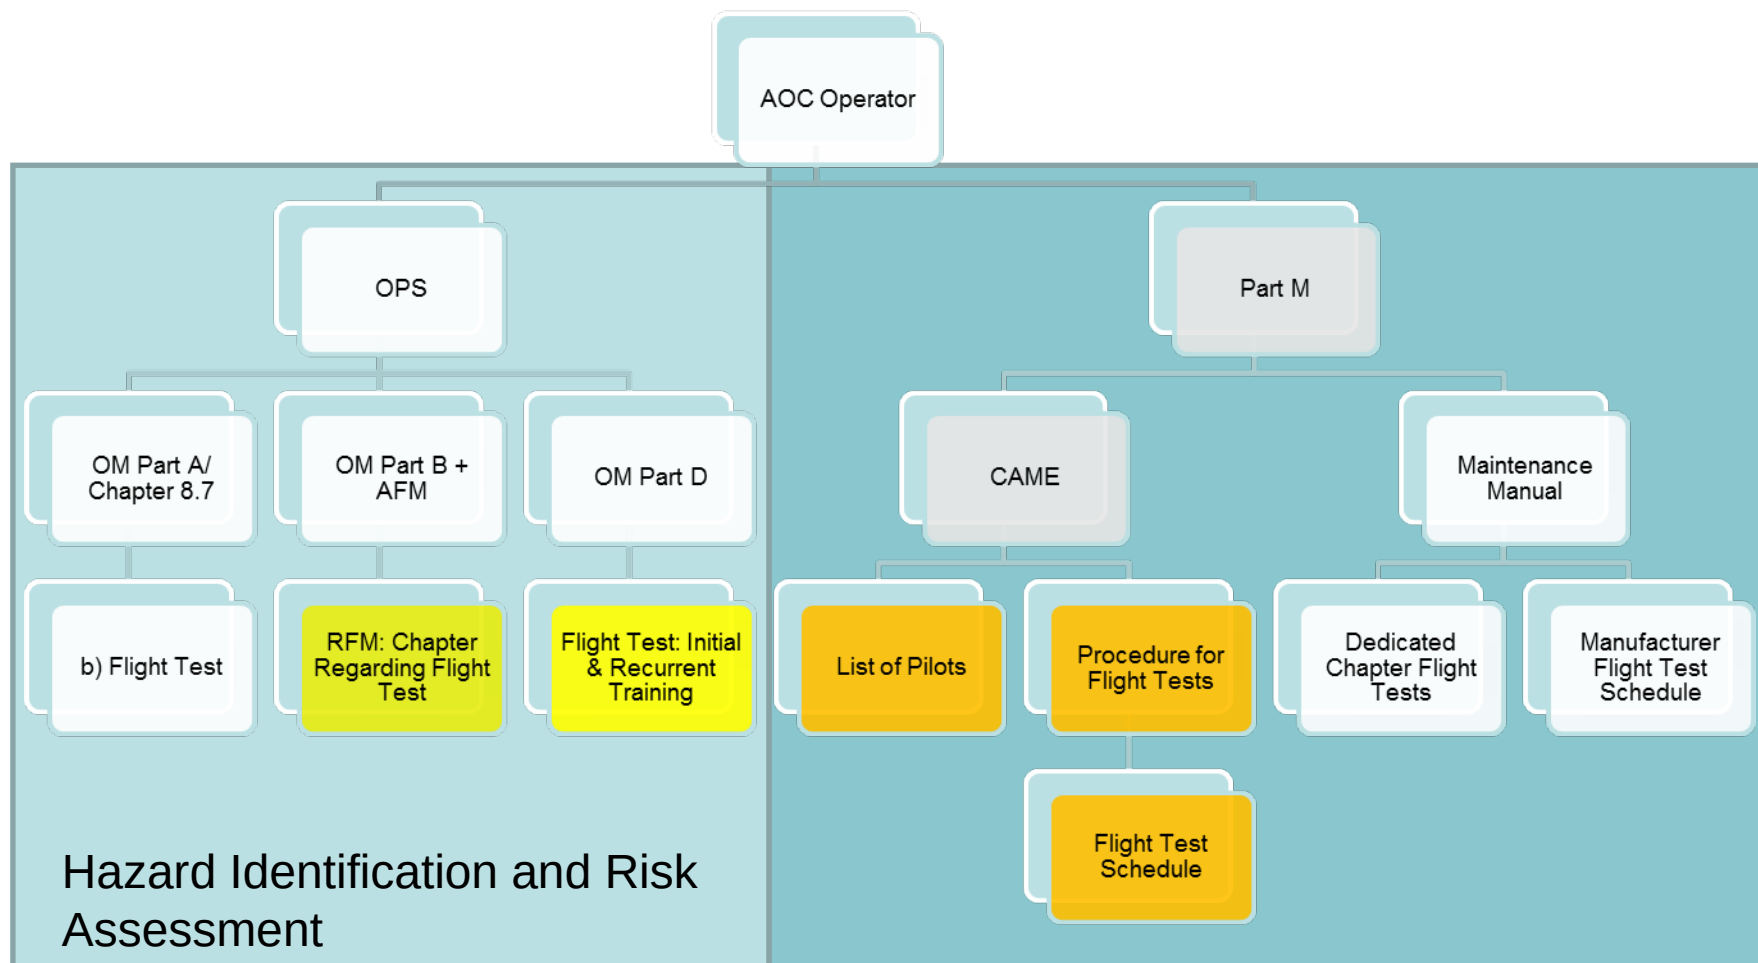 AOC Operator
OPS
Part M
OM Part A/
Chapter 8.7
OM Part B +
AFM
OM Part D
CAME
Maintenance
Manual
b) Flight Test
RFM: Chapter
Regarding Flight
Test
Flight Test: Initial
& Recurrent
Training
List of Pilots
Procedure for
Flight Tests
Dedicated
Chapter Flight
Tests
Manufacturer
Flight Test
Schedule
Flight Test
Schedule
Hazard Identification and Risk
Assessment